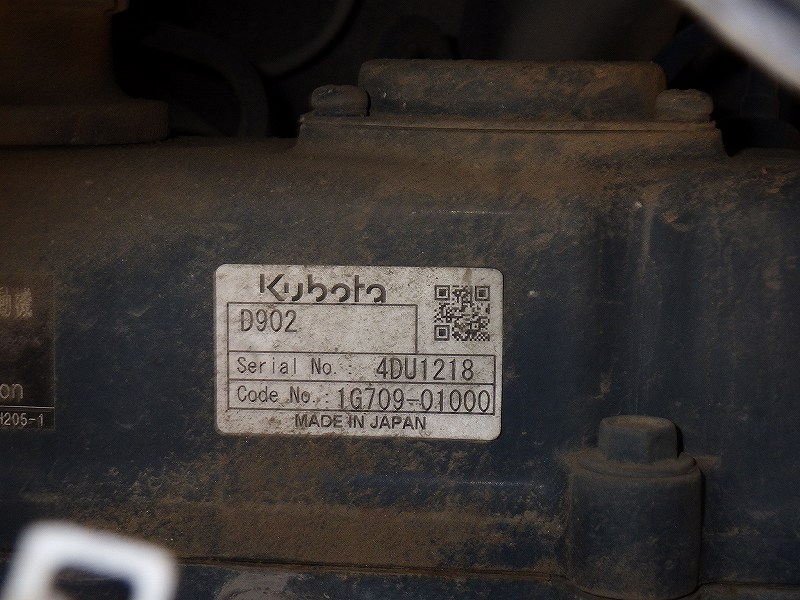 Kubota
D902
Serial No. : 4DU1218
Code No. : 1G709-01000
MADE IN JAPAN
on
H205-1